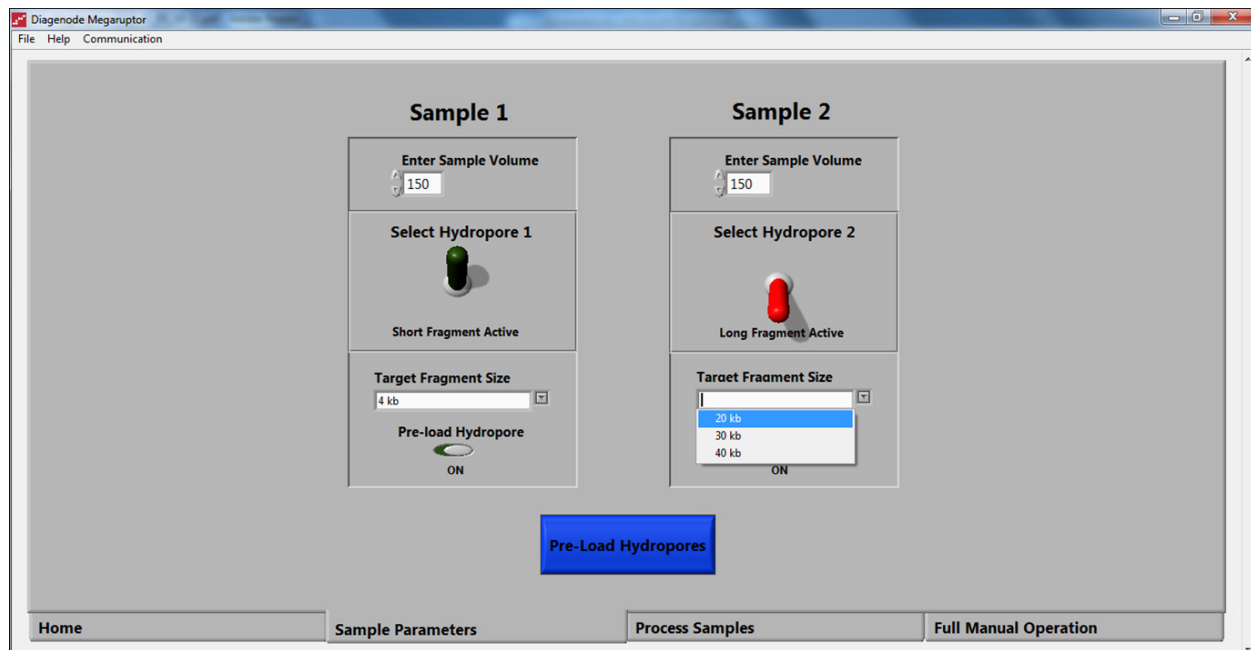 Diagenode Megaruptor
File Help Communication
Sample 1
Sample 2
Enter Sample Volume
150
Enter Sample Volume
150
Select Hydropore 1
Select Hydropore 2
Short Fragment Active
Long Fragment Active
Target Fragment Size
4 kb
Target Fragment Size
20 kb
30 kb
40 kb
Pre-load Hydropore
ON
ON
Pre-Load Hydropores
Home
Sample Parameters
Process Samples
Full Manual Operation